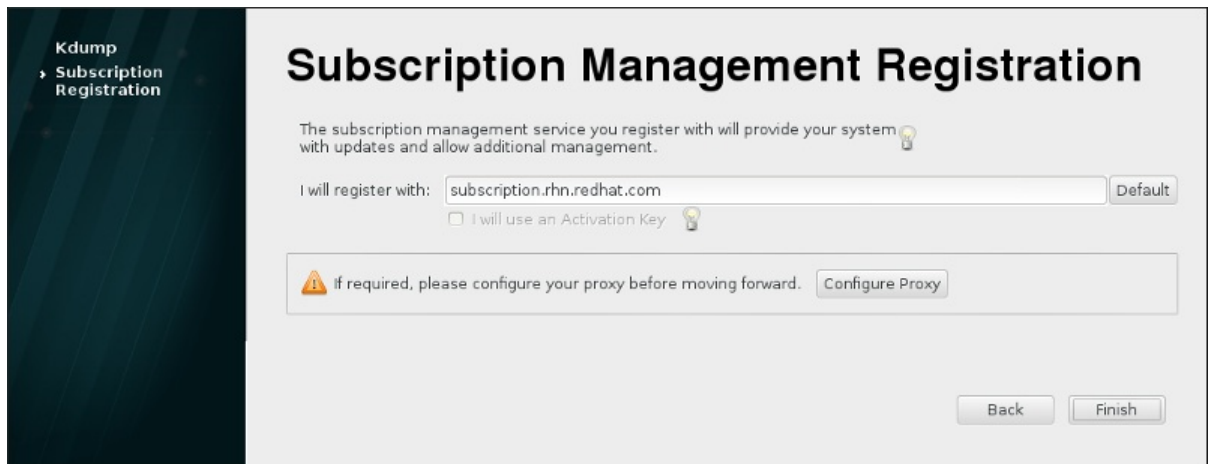 Kdump
Subscription
Registration
Subscription Management Registration
The subscription management service you register with will provide your system
with updates and allow additional management.
I will register with: subscription.rhn.redhat.com Default
I will use an Activation Key
If required, please configure your proxy before moving forward. Configure Proxy
Back Finish